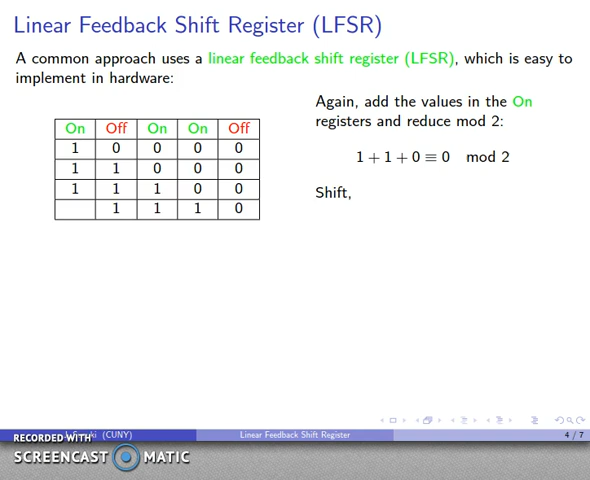 Linear Feedback Shift Register (LFSR)
A common approach uses a linear feedback shift register (LFSR), which is easy to
implement in hardware:
Again, add the values in the On
registers and reduce mod 2:
1 + 1 + 0 ≡ 0 mod 2
Shift,
On Off On On Off
1 0 0 0 0
1 1 0 0 0
1 1 1 0 0
1 1 1 0
(CUNY) Linear Feedback Shift Register 4 / 7
RECORDED WITH
SCREENCAST MATIC